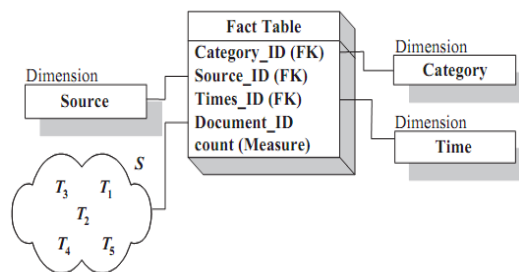 Fact Table
Category_ID (FK)
Source_ID (FK)
Times_ID (FK)
Document_ID
count (Measure)
Dimension
Source
Dimension
Category
Dimension
Time
S
T3 T1
T2
T4 T5